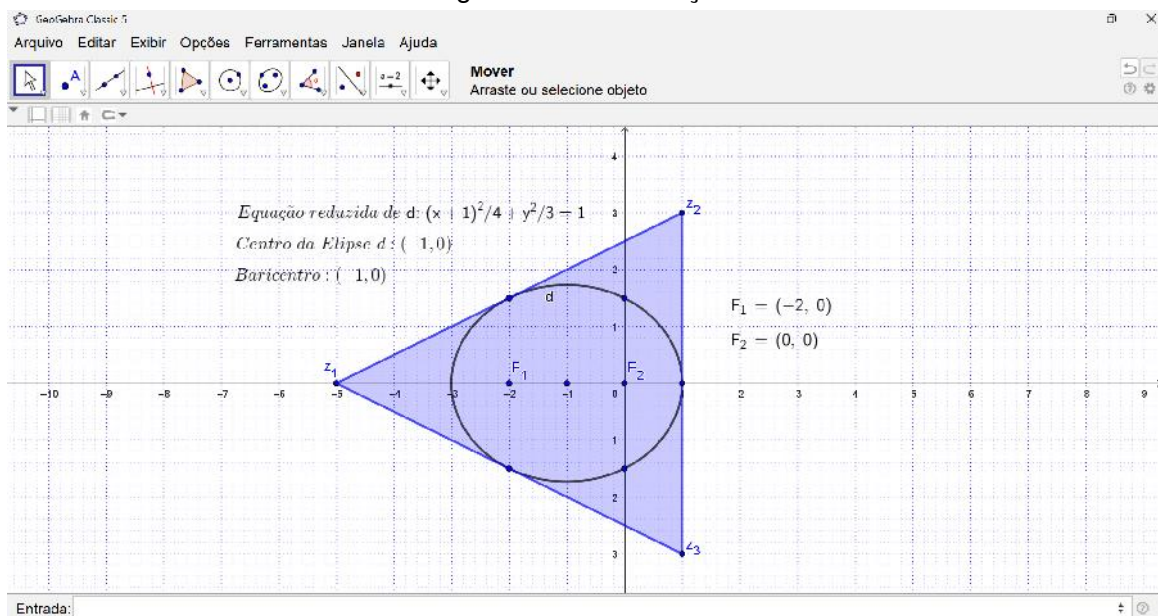 GeoGebra Classic 5
Arquivo Editar Exibir Opções Ferramentas Janela Ajuda
A
a=2
Mover
Arraste ou selecione objeto
4
Equação reduzida de d: (x + 1)²/4 + y²/3 = 1
3
z₂
Centro da Elipse d : ( 1,0)
Baricentro : ( 1,0)
2
d
F₁ = (−2, 0)
1
F₂ = (0, 0)
z₁
F₁
F₂
−10 −9 −8 −7 −6 −5 −4 −3 −2 −1 0 2 3 4 5 6 7 8 9
1
2
3
z₃
Entrada: